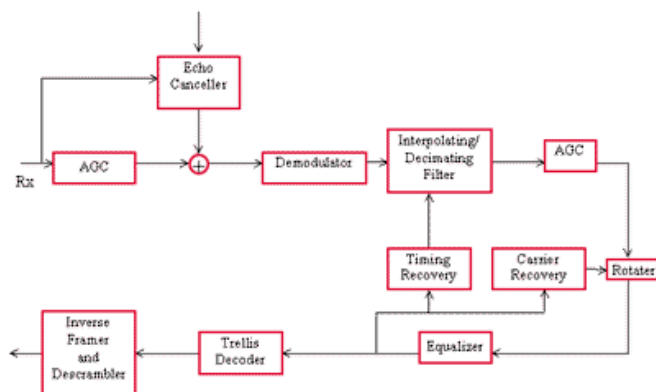 Echo
Canceller
Rx
AGC
+
Demodulator
Interpolating/
Decimating
Filter
AGC
Timing
Recovery
Carrier
Recovery
Rotater
Inverse
Framer
and
Descrambler
Trellis
Decoder
Equalizer